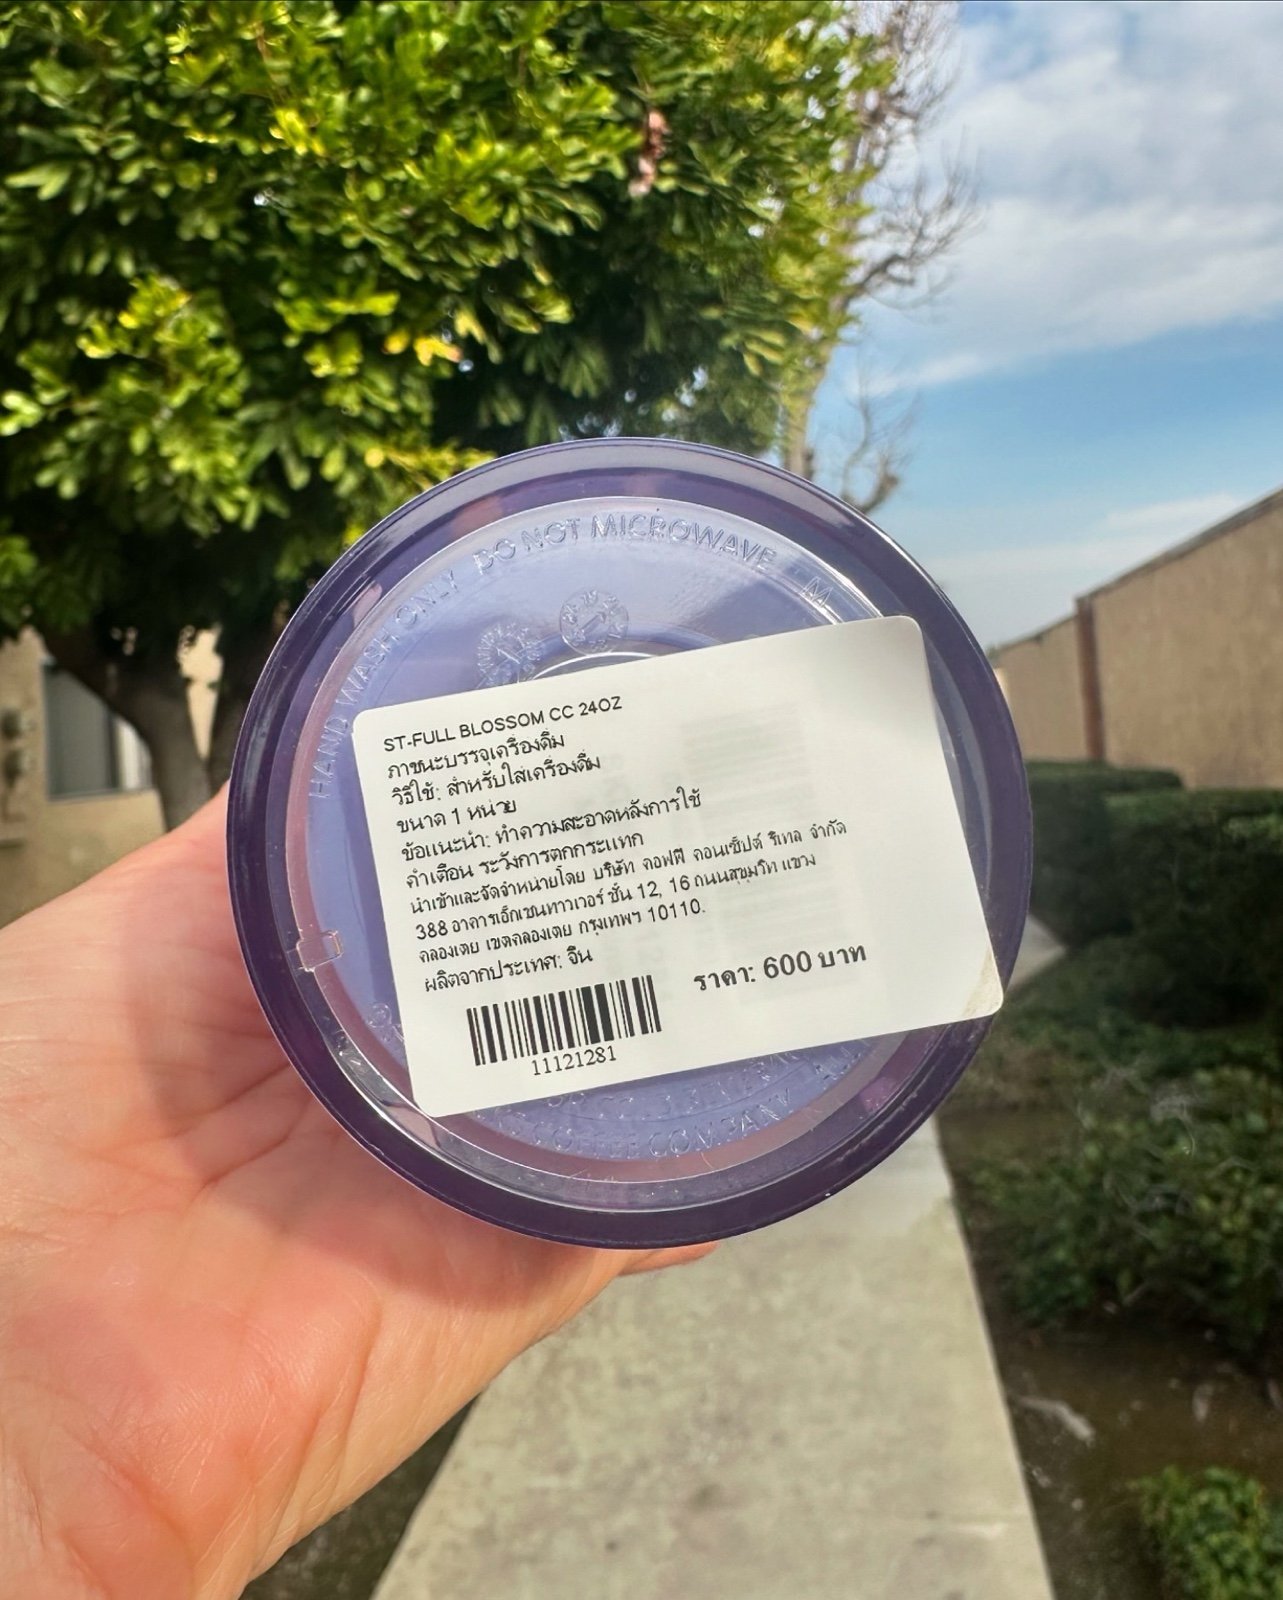 HAND WASH ONLY DO NOT MICROWAVE M
ST-FULL BLOSSOM CC 24OZ
ภาชนะบรรจุเครื่องดื่ม
วิธีใช้: สำหรับใส่เครื่องดื่ม
ขนาด 1 หน่วย
ข้อแนะนำ: ทำความสะอาดหลังการใช้
คำเตือน ระวังการตกกระแทก
นำเข้าและจัดจำหน่ายโดย บริษัท คอฟฟี่ คอนเซ็ปต์ รีเทล จำกัด
388 อาคารเอ็กเชนทาวเวอร์ ชั้น 12, 16 ถนนสุขุมวิท แขวง
คลองเตย เขตคลองเตย กรุงเทพฯ 10110.
ผลิตจากประเทศ: จีน
ราคา: 600 บาท
11121281
COFFEE COMPANY